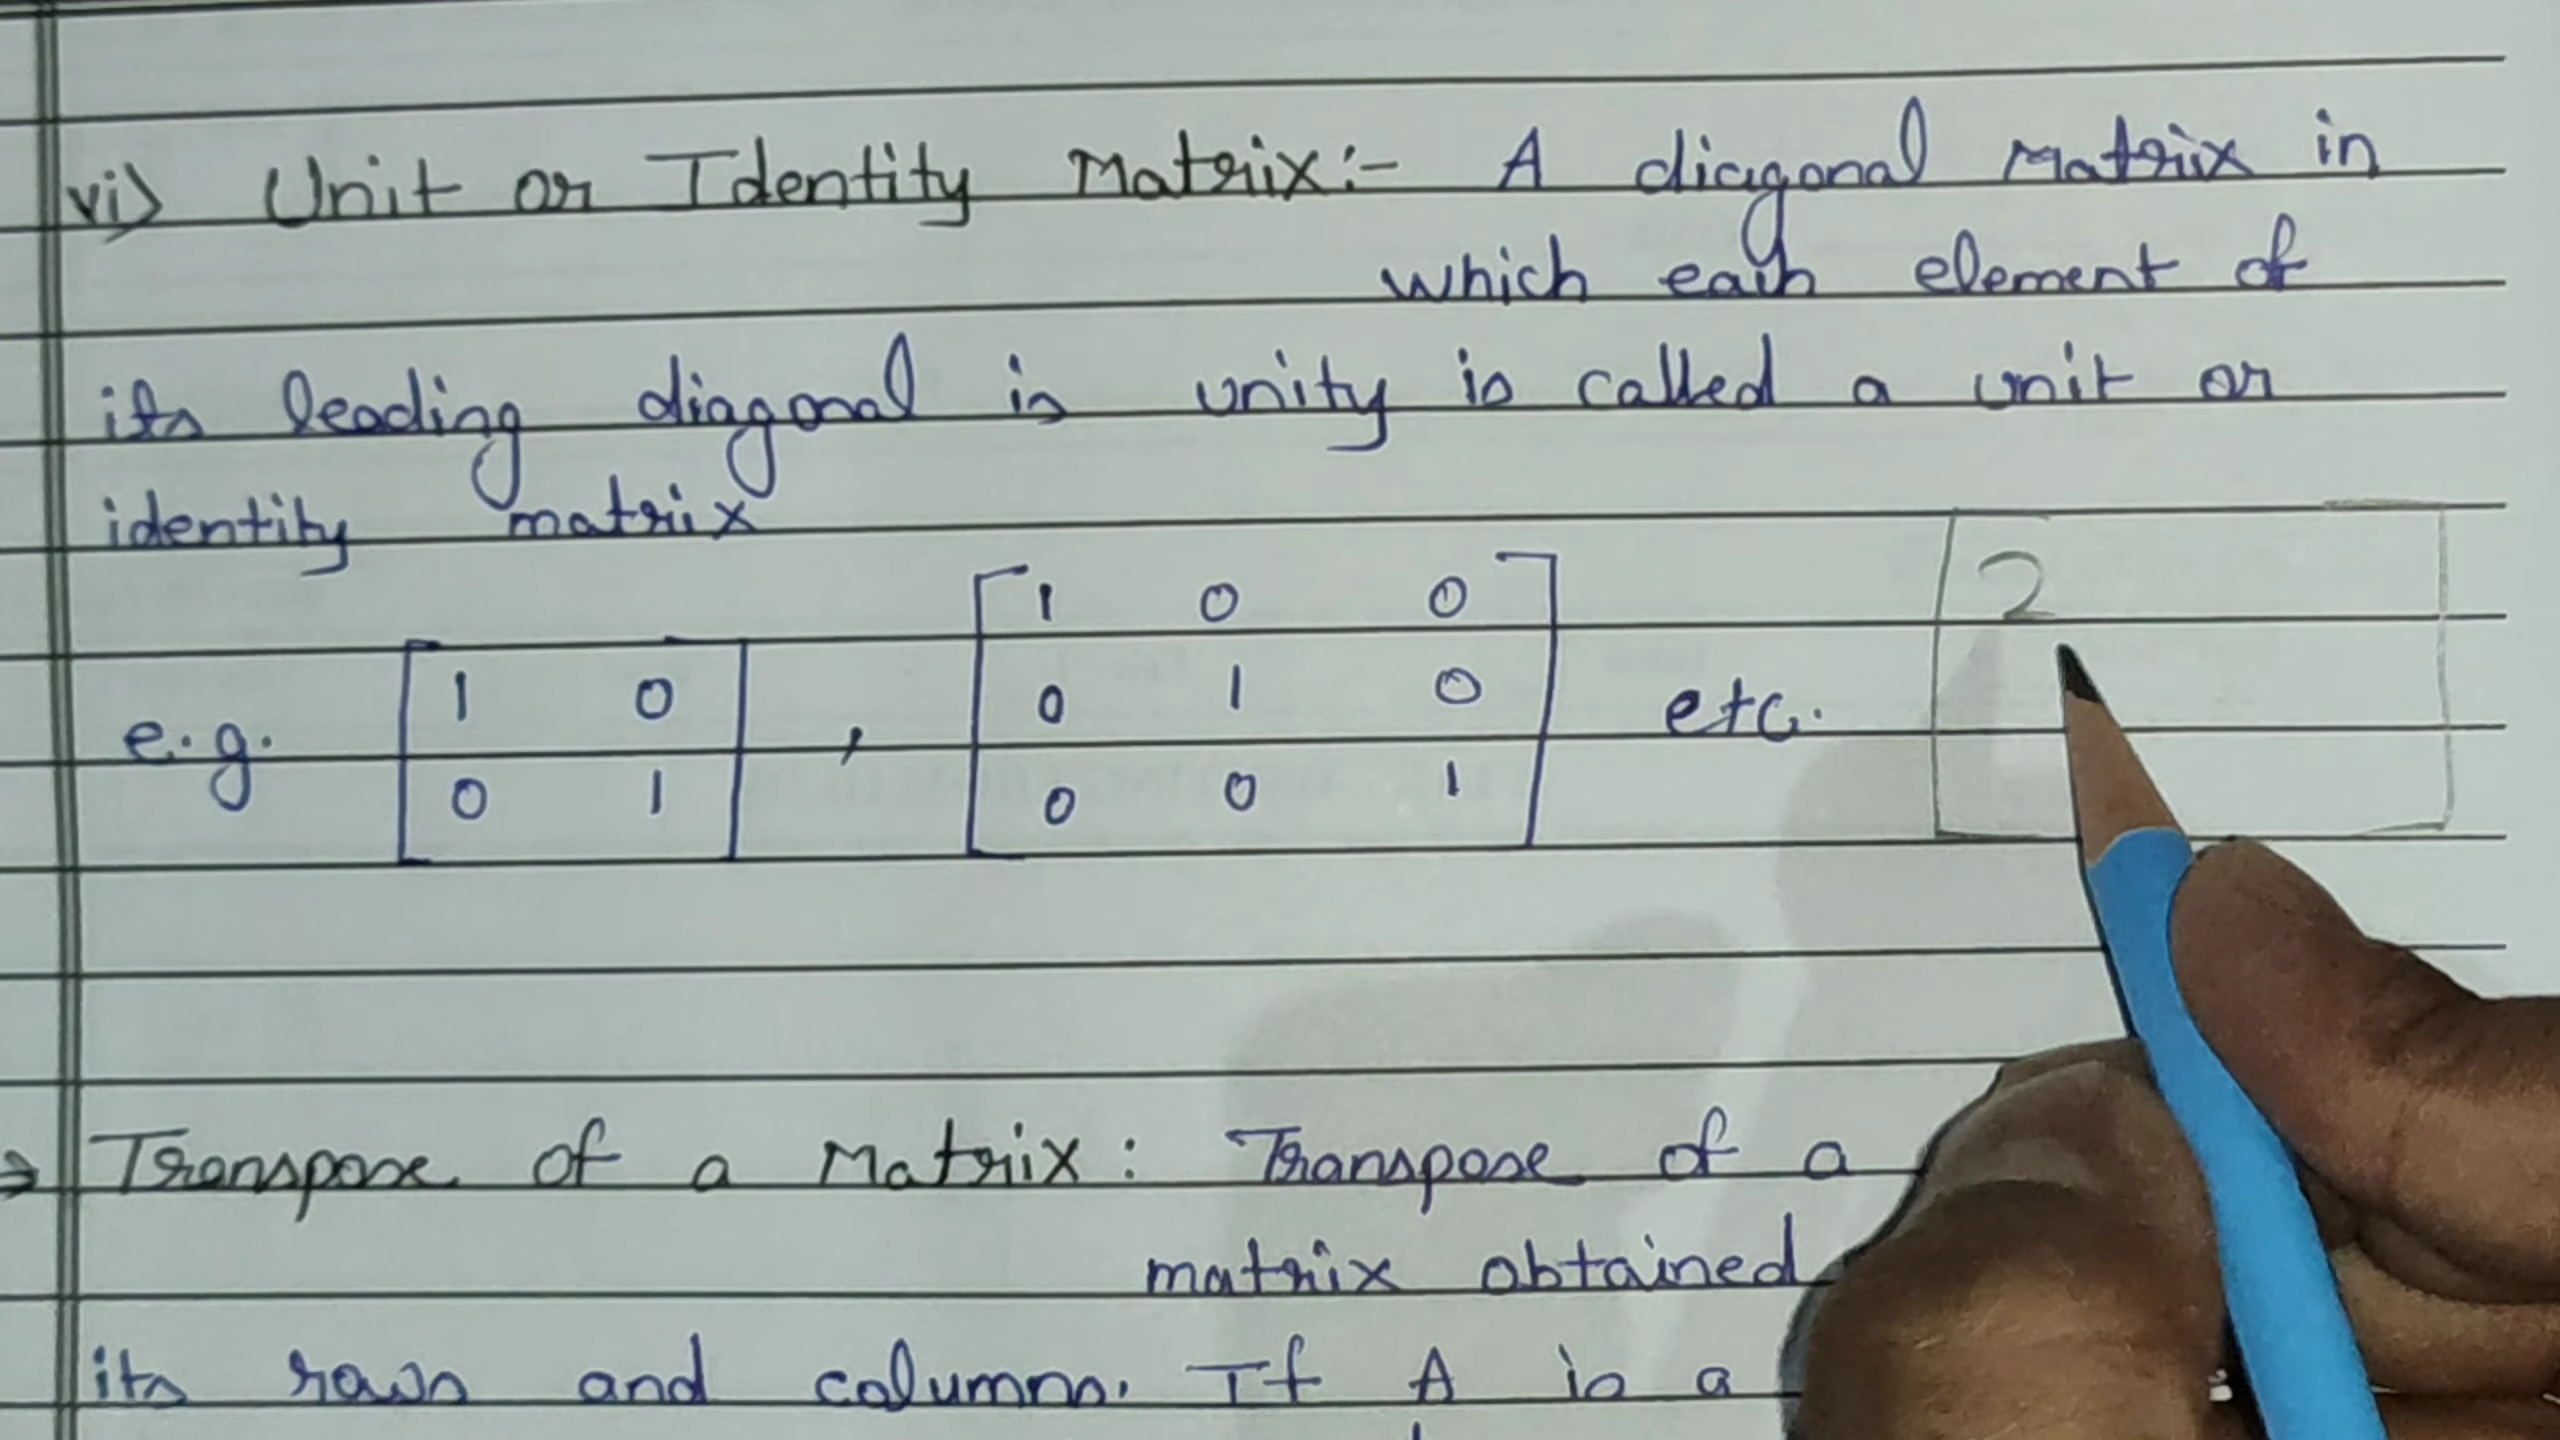 vi) Unit or Identity Matrix:- A diagonal Matrix in
which each element of
its leading diagonal is unity is called a unit or
identity matrix
e.g. [1 0
0 1] , [1 0 0
0 1 0
0 0 1] etc. [2
⇒ Transpose of a Matrix: Transpose of a
matrix obtained
its rows and columns. If A is a